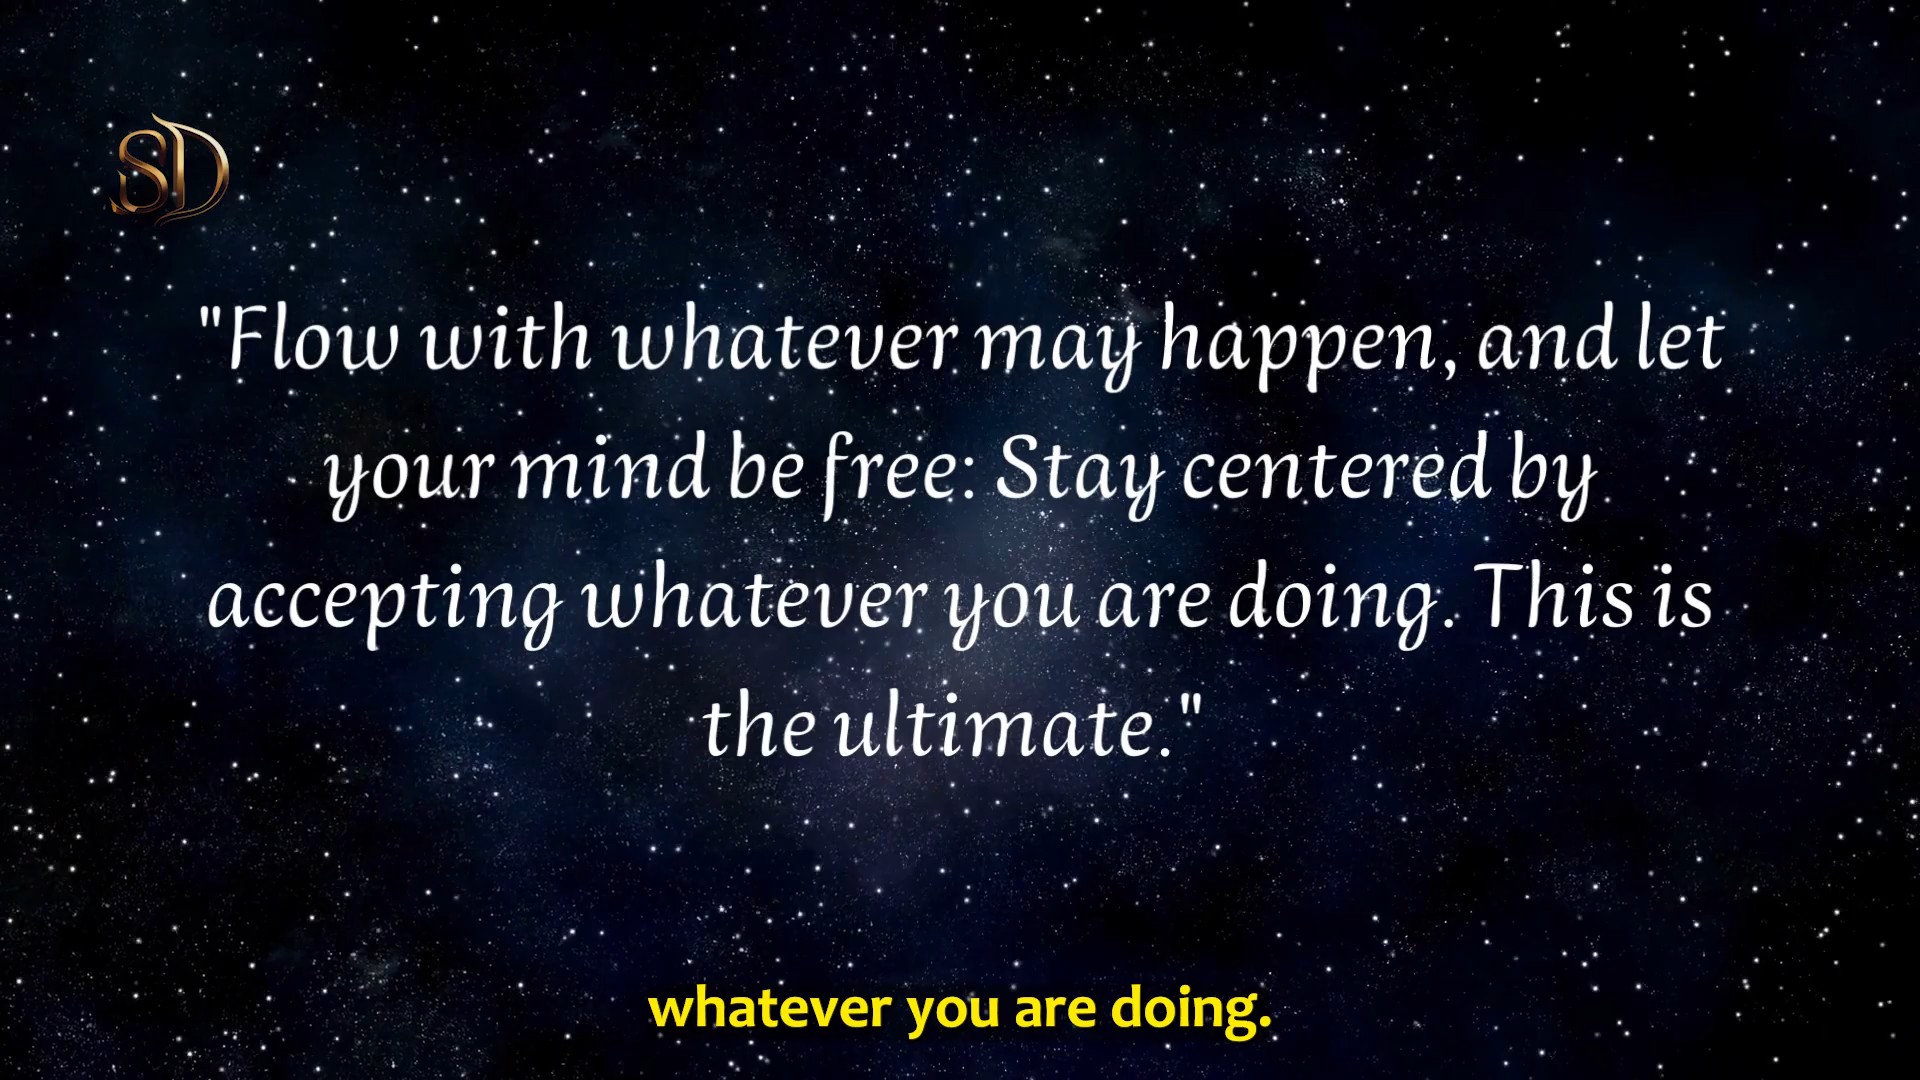 SD
"Flow with whatever may happen, and let
your mind be free: Stay centered by
accepting whatever you are doing. This is
the ultimate."
whatever you are doing.